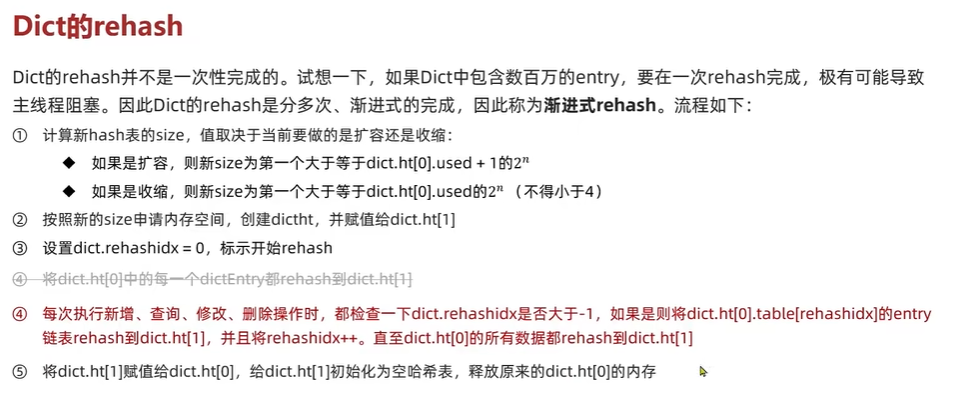 Dict的rehash
Dict的rehash并不是一次性完成的。试想一下，如果Dict中包含数百万的entry，要在一次rehash完成，极有可能导致
主线程阻塞。因此Dict的rehash是分多次、渐进式的完成，因此称为渐进式rehash。流程如下：
① 计算新hash表的size，值取决于当前要做的是扩容还是收缩：
◆ 如果是扩容，则新size为第一个大于等于dict.ht[0].used + 1的2ⁿ
◆ 如果是收缩，则新size为第一个大于等于dict.ht[0].used的2ⁿ （不得小于4）
② 按照新的size申请内存空间，创建dictht，并赋值给dict.ht[1]
③ 设置dict.rehashidx = 0，标示开始rehash
④ 将dict.ht[0]中的每一个dictEntry都rehash到dict.ht[1]
④ 每次执行新增、查询、修改、删除操作时，都检查一下dict.rehashidx是否大于-1，如果是则将dict.ht[0].table[rehashidx]的entry
链表rehash到dict.ht[1]，并且将rehashidx++。直至dict.ht[0]的所有数据都rehash到dict.ht[1]
⑤ 将dict.ht[1]赋值给dict.ht[0]，给dict.ht[1]初始化为空哈希表，释放原来的dict.ht[0]的内存